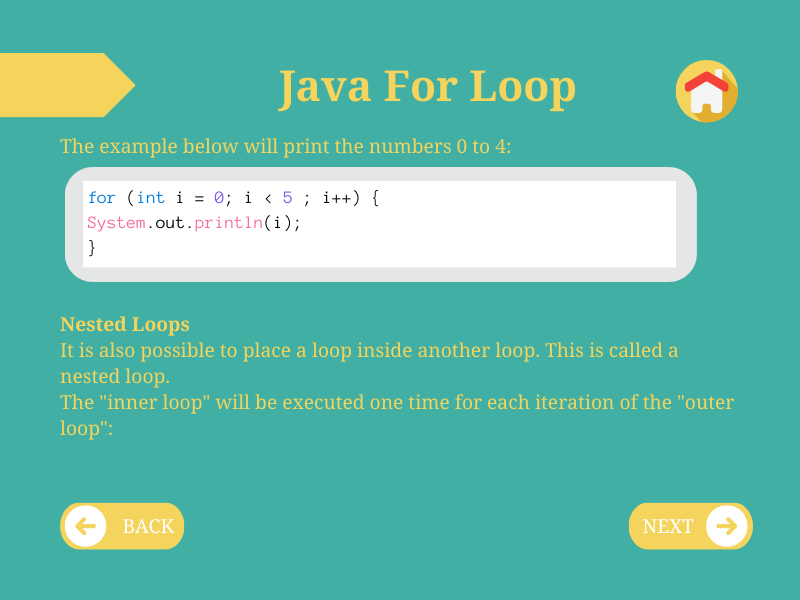 Java For Loop
The example below will print the numbers 0 to 4:
for (int i = 0; i < 5 ; i++) {
System.out.println(i);
}
Nested Loops
It is also possible to place a loop inside another loop. This is called a
nested loop.
The "inner loop" will be executed one time for each iteration of the "outer
loop":
BACK
NEXT